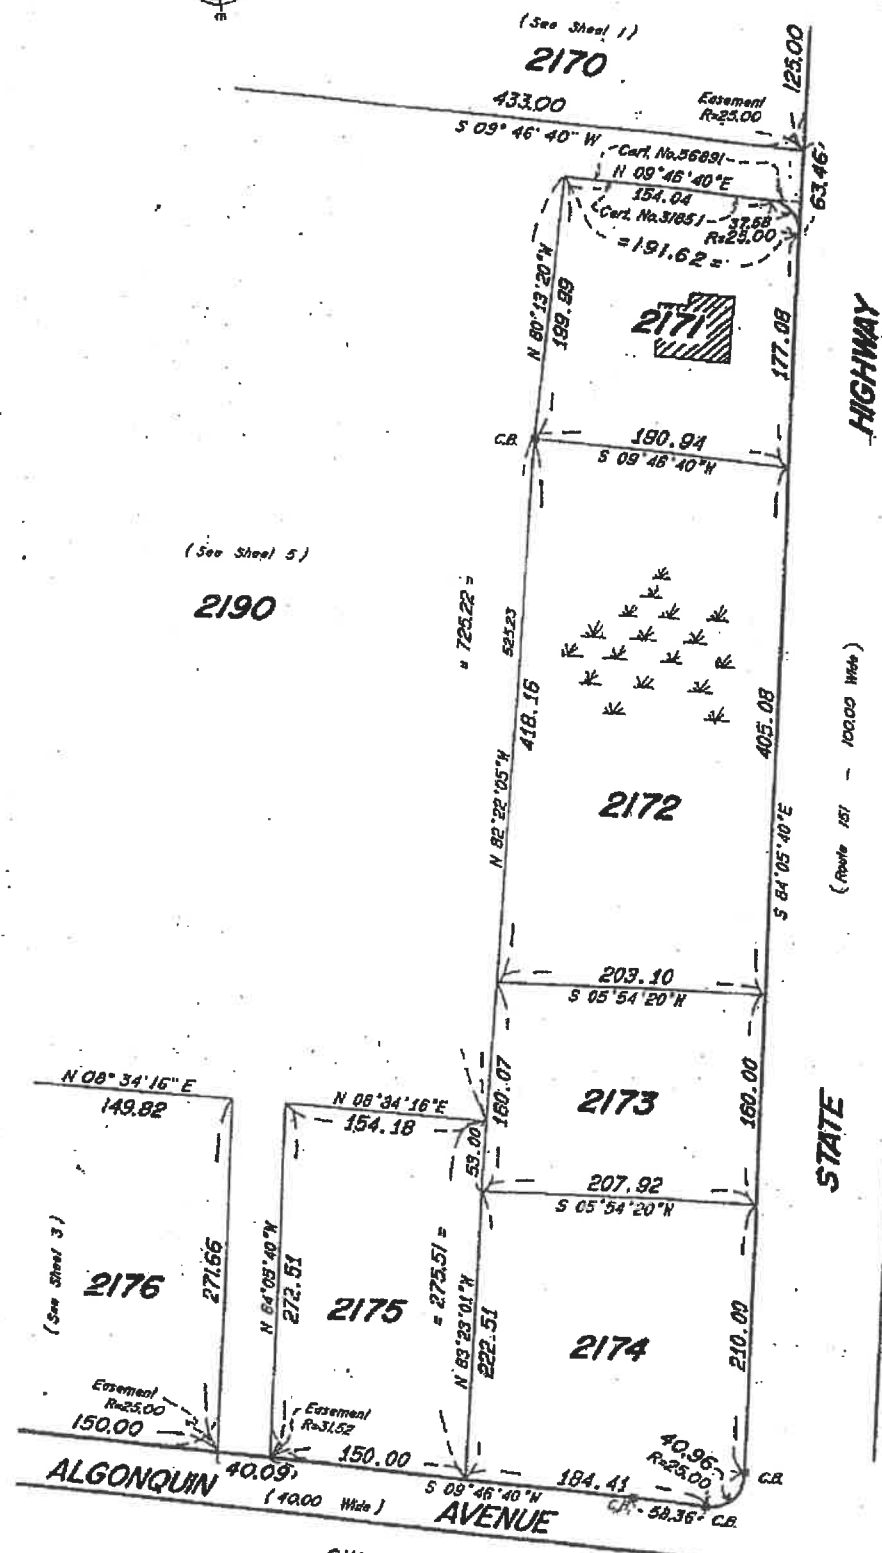 (See Sheet 1)
2170
125.00
433.00
S 09° 46' 40" W
Easement
R=25.00
63.46
Cert. No. 56891
N 09°46'40"E
154.04
Cert. No. 31851
37.58
R=25.00
=191.62=
N 80°13'20"W
199.99
2171
177.08
HIGHWAY
C.B.
190.94
S 09°46'40"W
(See Sheet 5)
2190
= 725.22 =
525.23
418.16
N 82°22'05"W
2172
405.08
S 84°05'40"E
(Route 151 - 100.00 Wide)
203.10
S 05°54'20"W
160.07
2173
160.00
STATE
N 08° 34'16" E
149.82
N 08°34'16"E
154.18
53.00
207.92
S 05°54'20"W
(See Sheet 3)
2176
271.66
N 84°05'40"W
272.51
2175
= 275.51 =
N 83°23'01"W
222.51
2174
210.00
Easement
R=25.00
150.00
Easement
R=31.52
150.00
40.09
S 09°46'40"W
184.41
40.96
R=25.00
C.B.
C.B.
58.36
C.B.
ALGONQUIN
(40.00 Wide)
AVENUE